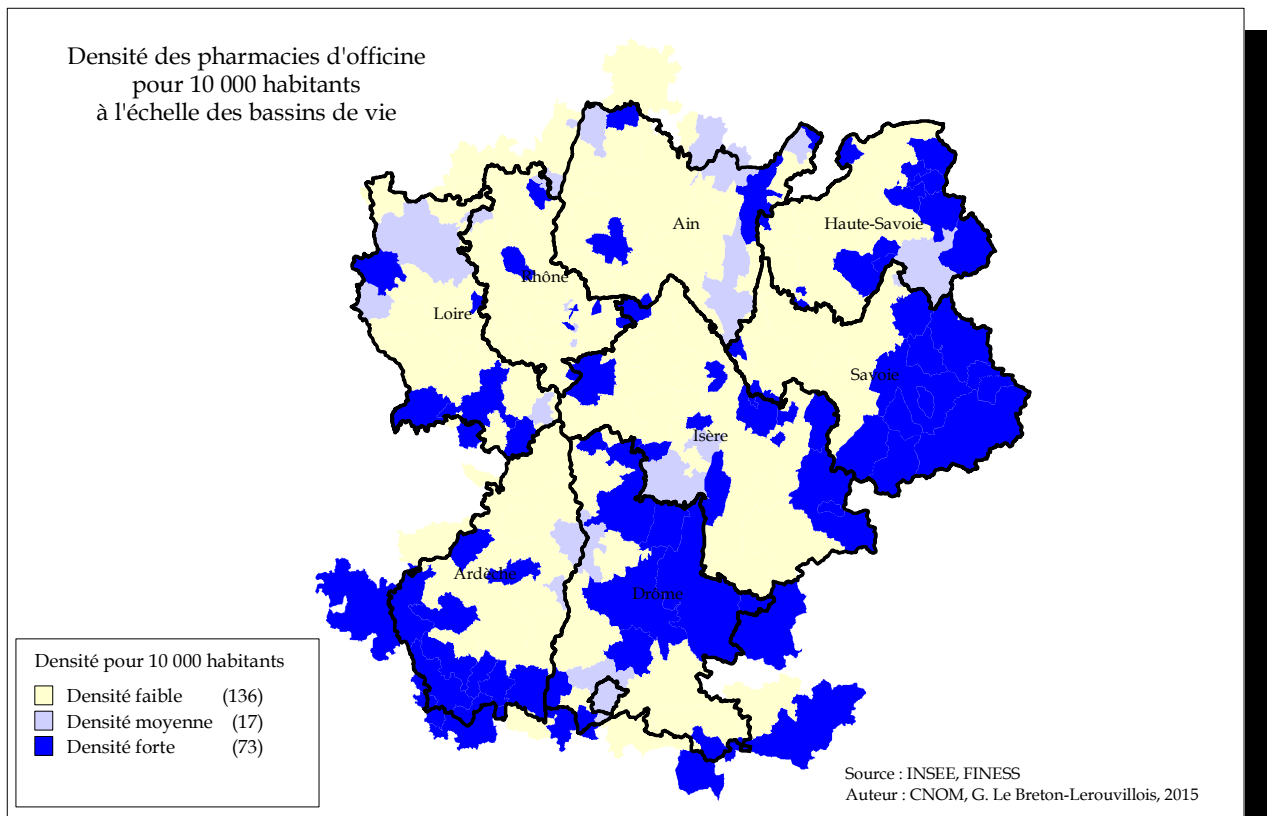 Densité des pharmacies d'officine
pour 10 000 habitants
à l'échelle des bassins de vie
Ain
Haute-Savoie
Rhône
Loire
Savoie
Isère
Ardèche
Drôme
Densité pour 10 000 habitants
Densité faible (136)
Densité moyenne (17)
Densité forte (73)
Source : INSEE, FINESS
Auteur : CNOM, G. Le Breton-Lerouvillois, 2015